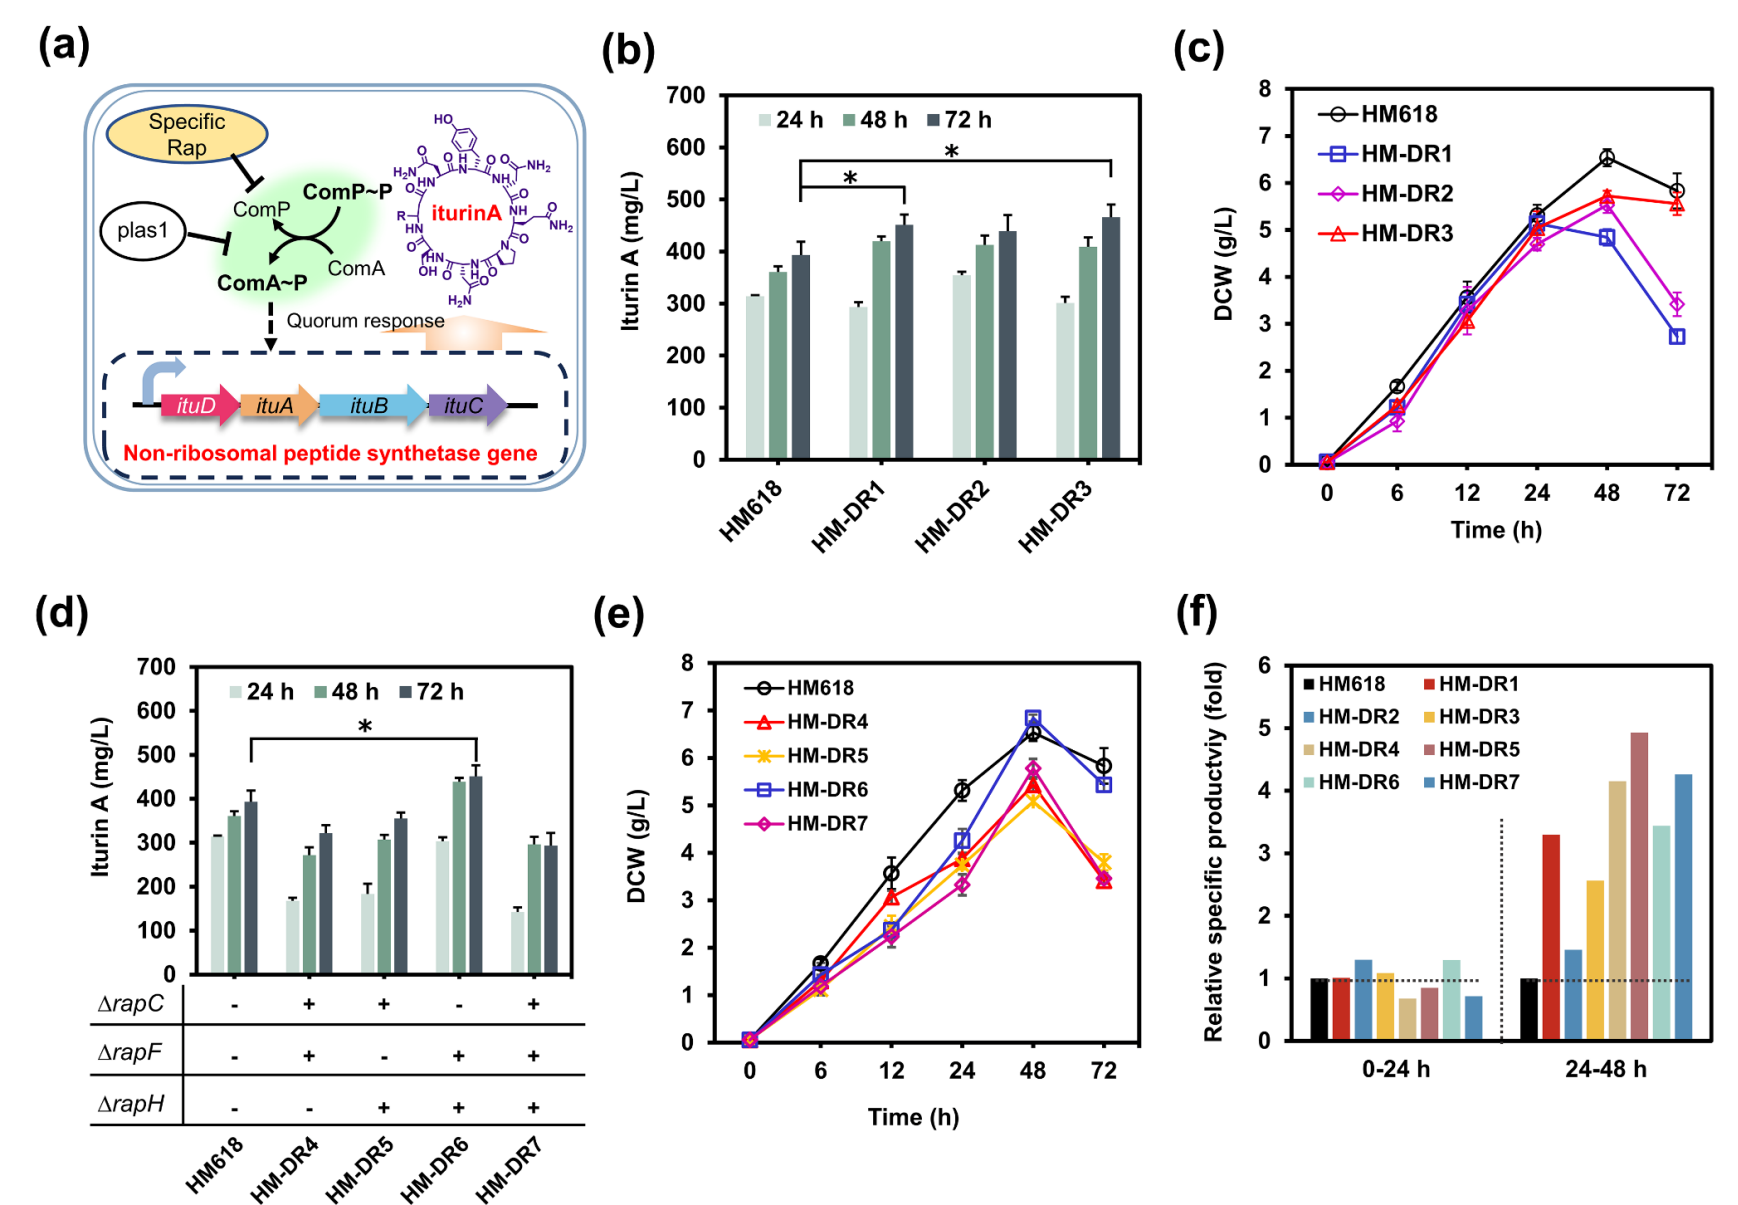 (a)
Specific
Rap
plas1
ComP
ComP~P
ComA
ComA~P
Quorum response
iturinA
HO
H₂N
O
NH₂
R
HN
NH
N
OH
ituD
ituA
ituB
ituC
Non-ribosomal peptide synthetase gene
(b)
Iturin A (mg/L)
700
600
500
400
300
200
100
0
24 h
48 h
72 h
*
*
HM618
HM-DR1
HM-DR2
HM-DR3
(c)
DCW (g/L)
8
7
6
5
4
3
2
1
0
HM618
HM-DR1
HM-DR2
HM-DR3
0 6 12 24 48 72
Time (h)
(d)
Iturin A (mg/L)
700
600
500
400
300
200
100
0
24 h
48 h
72 h
*
ΔrapC - + + - +
ΔrapF - + - + +
ΔrapH - - + + +
HM618
HM-DR4
HM-DR5
HM-DR6
HM-DR7
(e)
DCW (g/L)
8
7
6
5
4
3
2
1
0
HM618
HM-DR4
HM-DR5
HM-DR6
HM-DR7
0 6 12 24 48 72
Time (h)
(f)
Relative specific productviy (fold)
6
5
4
3
2
1
0
HM618 HM-DR1
HM-DR2 HM-DR3
HM-DR4 HM-DR5
HM-DR6 HM-DR7
0-24 h
24-48 h